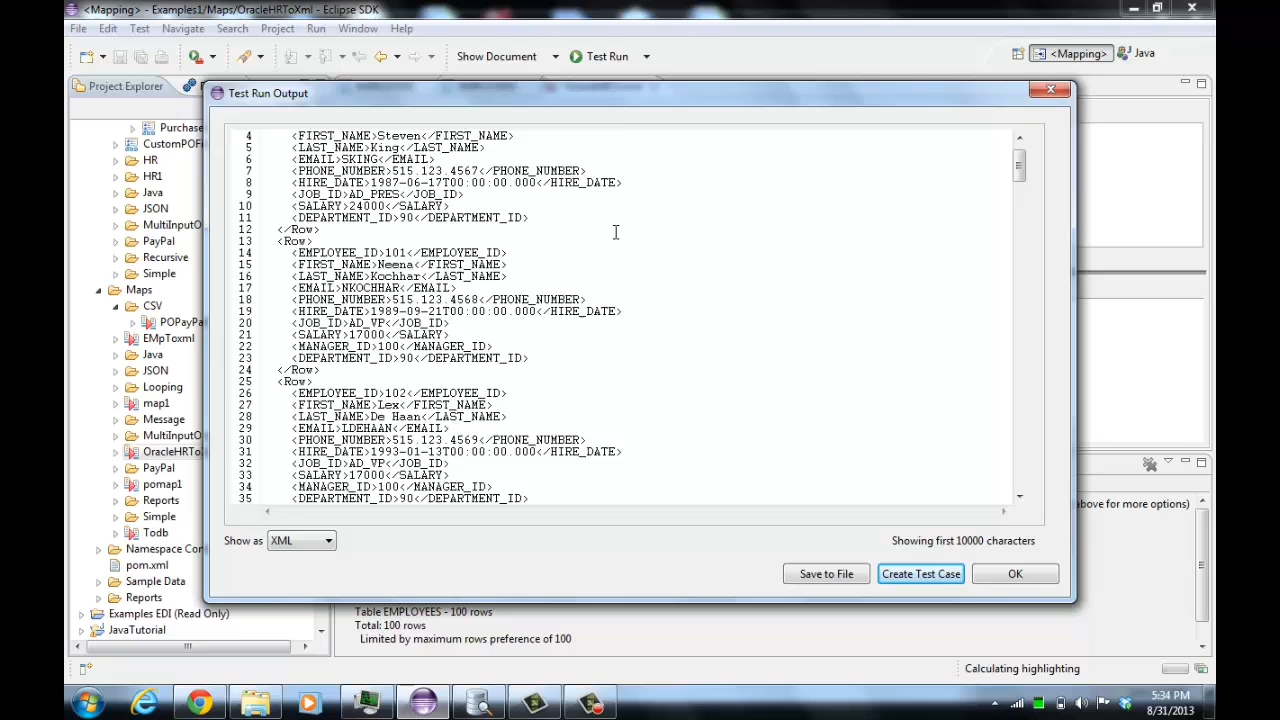 <Mapping> - Examples1/Maps/OracleHRToXml - Eclipse SDK
File Edit Test Navigate Search Project Run Window Help
Show Document Test Run <Mapping> Java
Project Explorer
Test Run Output
Purchase
CustomPOF
HR
HR1
Java
JSON
MultiInputO
PayPal
Recursive
Simple
Maps
CSV
POPayPa
EMpToxml
Java
JSON
Looping
map1
Message
MultiInputO
OracleHRTo
PayPal
pomap1
Reports
Simple
Todb
Namespace Con
pom.xml
Sample Data
Reports
Examples EDI (Read Only)
JavaTutorial
4 <FIRST_NAME>Steven</FIRST_NAME>
5 <LAST_NAME>King</LAST_NAME>
6 <EMAIL>SKING</EMAIL>
7 <PHONE_NUMBER>515.123.4567</PHONE_NUMBER>
8 <HIRE_DATE>1987-06-17T00:00:00.000</HIRE_DATE>
9 <JOB_ID>AD_PRES</JOB_ID>
10 <SALARY>24000</SALARY>
11 <DEPARTMENT_ID>90</DEPARTMENT_ID>
12 </Row>
13 <Row>
14 <EMPLOYEE_ID>101</EMPLOYEE_ID>
15 <FIRST_NAME>Neena</FIRST_NAME>
16 <LAST_NAME>Kochhar</LAST_NAME>
17 <EMAIL>NKOCHHAR</EMAIL>
18 <PHONE_NUMBER>515.123.4568</PHONE_NUMBER>
19 <HIRE_DATE>1989-09-21T00:00:00.000</HIRE_DATE>
20 <JOB_ID>AD_VP</JOB_ID>
21 <SALARY>17000</SALARY>
22 <MANAGER_ID>100</MANAGER_ID>
23 <DEPARTMENT_ID>90</DEPARTMENT_ID>
24 </Row>
25 <Row>
26 <EMPLOYEE_ID>102</EMPLOYEE_ID>
27 <FIRST_NAME>Lex</FIRST_NAME>
28 <LAST_NAME>De Haan</LAST_NAME>
29 <EMAIL>LDEHAAN</EMAIL>
30 <PHONE_NUMBER>515.123.4569</PHONE_NUMBER>
31 <HIRE_DATE>1993-01-13T00:00:00.000</HIRE_DATE>
32 <JOB_ID>AD_VP</JOB_ID>
33 <SALARY>17000</SALARY>
34 <MANAGER_ID>100</MANAGER_ID>
35 <DEPARTMENT_ID>90</DEPARTMENT_ID>
Show as XML Showing first 10000 characters
Save to File Create Test Case OK
above for more options)
Table EMPLOYEES - 100 rows
Total: 100 rows
Limited by maximum rows preference of 100
Calculating highlighting
5:34 PM
8/31/2013